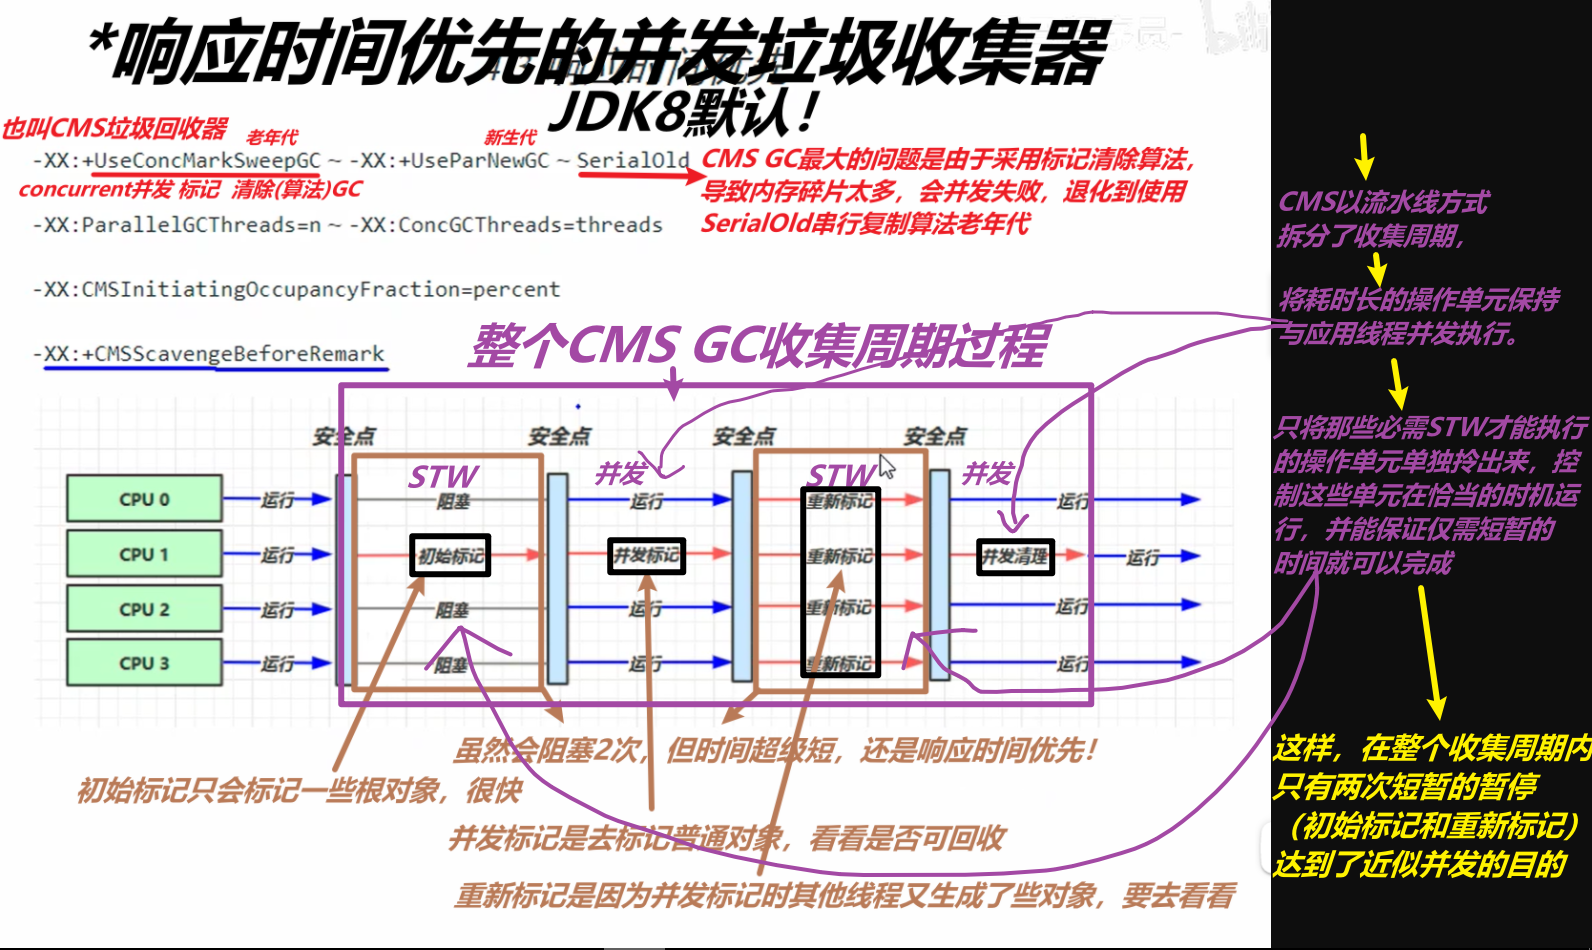 *响应时间优先的并发垃圾收集器
JDK8默认！
也叫CMS垃圾回收器
老年代
新生代
-XX:+UseConcMarkSweepGC ~ -XX:+UseParNewGC ~ SerialOld
concurrent并发 标记 清除(算法)GC
CMS GC最大的问题是由于采用标记清除算法，
导致内存碎片太多，会并发失败，退化到使用
SerialOld串行复制算法老年代
-XX:ParallelGCThreads=n ~ -XX:ConcGCThreads=threads
-XX:CMSInitiatingOccupancyFraction=percent
-XX:+CMSScavengeBeforeRemark
整个CMS GC收集周期过程
安全点 安全点 安全点 安全点
STW 并发 STW 并发
CPU 0 运行 阻塞 运行 重新标记 运行
CPU 1 运行 初始标记 并发标记 重新标记 并发清理 运行
CPU 2 运行 阻塞 运行 重新标记 运行
CPU 3 运行 阻塞 运行 重新标记 运行
虽然会阻塞2次，但时间超级短，还是响应时间优先！
初始标记只会标记一些根对象，很快
并发标记是去标记普通对象，看看是否可回收
重新标记是因为并发标记时其他线程又生成了些对象，要去看看
CMS以流水线方式
拆分了收集周期，
将耗时长的操作单元保持
与应用线程并发执行。
只将那些必需STW才能执行
的操作单元单独拎出来，控
制这些单元在恰当的时机运
行，并能保证仅需短暂的
时间就可以完成
这样，在整个收集周期内
只有两次短暂的暂停
（初始标记和重新标记）
达到了近似并发的目的